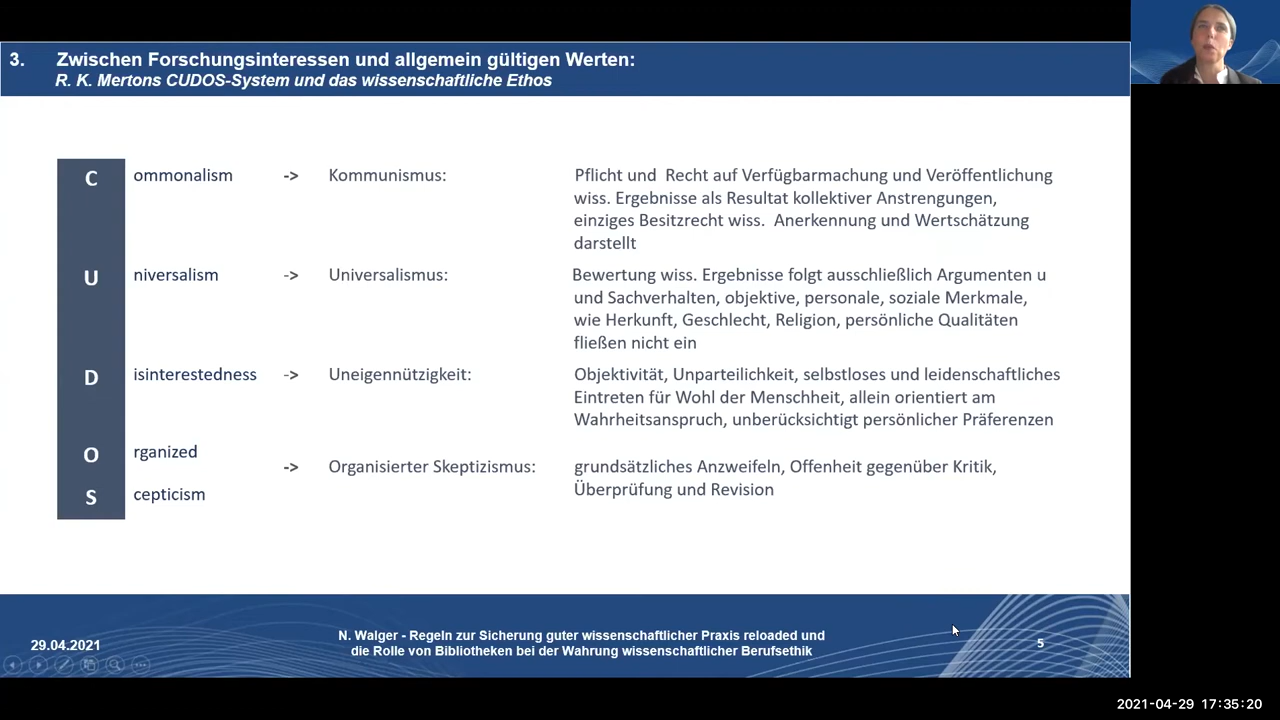 3. Zwischen Forschungsinteressen und allgemein gültigen Werten:
R. K. Mertons CUDOS-System und das wissenschaftliche Ethos
C ommonalism -> Kommunismus: Pflicht und Recht auf Verfügbarmachung und Veröffentlichung
wiss. Ergebnisse als Resultat kollektiver Anstrengungen,
einziges Besitzrecht wiss. Anerkennung und Wertschätzung
darstellt
U niversalism -> Universalismus: Bewertung wiss. Ergebnisse folgt ausschließlich Argumenten u
und Sachverhalten, objektive, personale, soziale Merkmale,
wie Herkunft, Geschlecht, Religion, persönliche Qualitäten
fließen nicht ein
D isinterestedness -> Uneigennützigkeit: Objektivität, Unparteilichkeit, selbstloses und leidenschaftliches
Eintreten für Wohl der Menschheit, allein orientiert am
Wahrheitsanspruch, unberücksichtigt persönlicher Präferenzen
O rganized
-> Organisierter Skeptizismus: grundsätzliches Anzweifeln, Offenheit gegenüber Kritik,
Überprüfung und Revision
S cepticism
29.04.2021
N. Walger - Regeln zur Sicherung guter wissenschaftlicher Praxis reloaded und
die Rolle von Bibliotheken bei der Wahrung wissenschaftlicher Berufsethik
5
2021-04-29 17:35:20